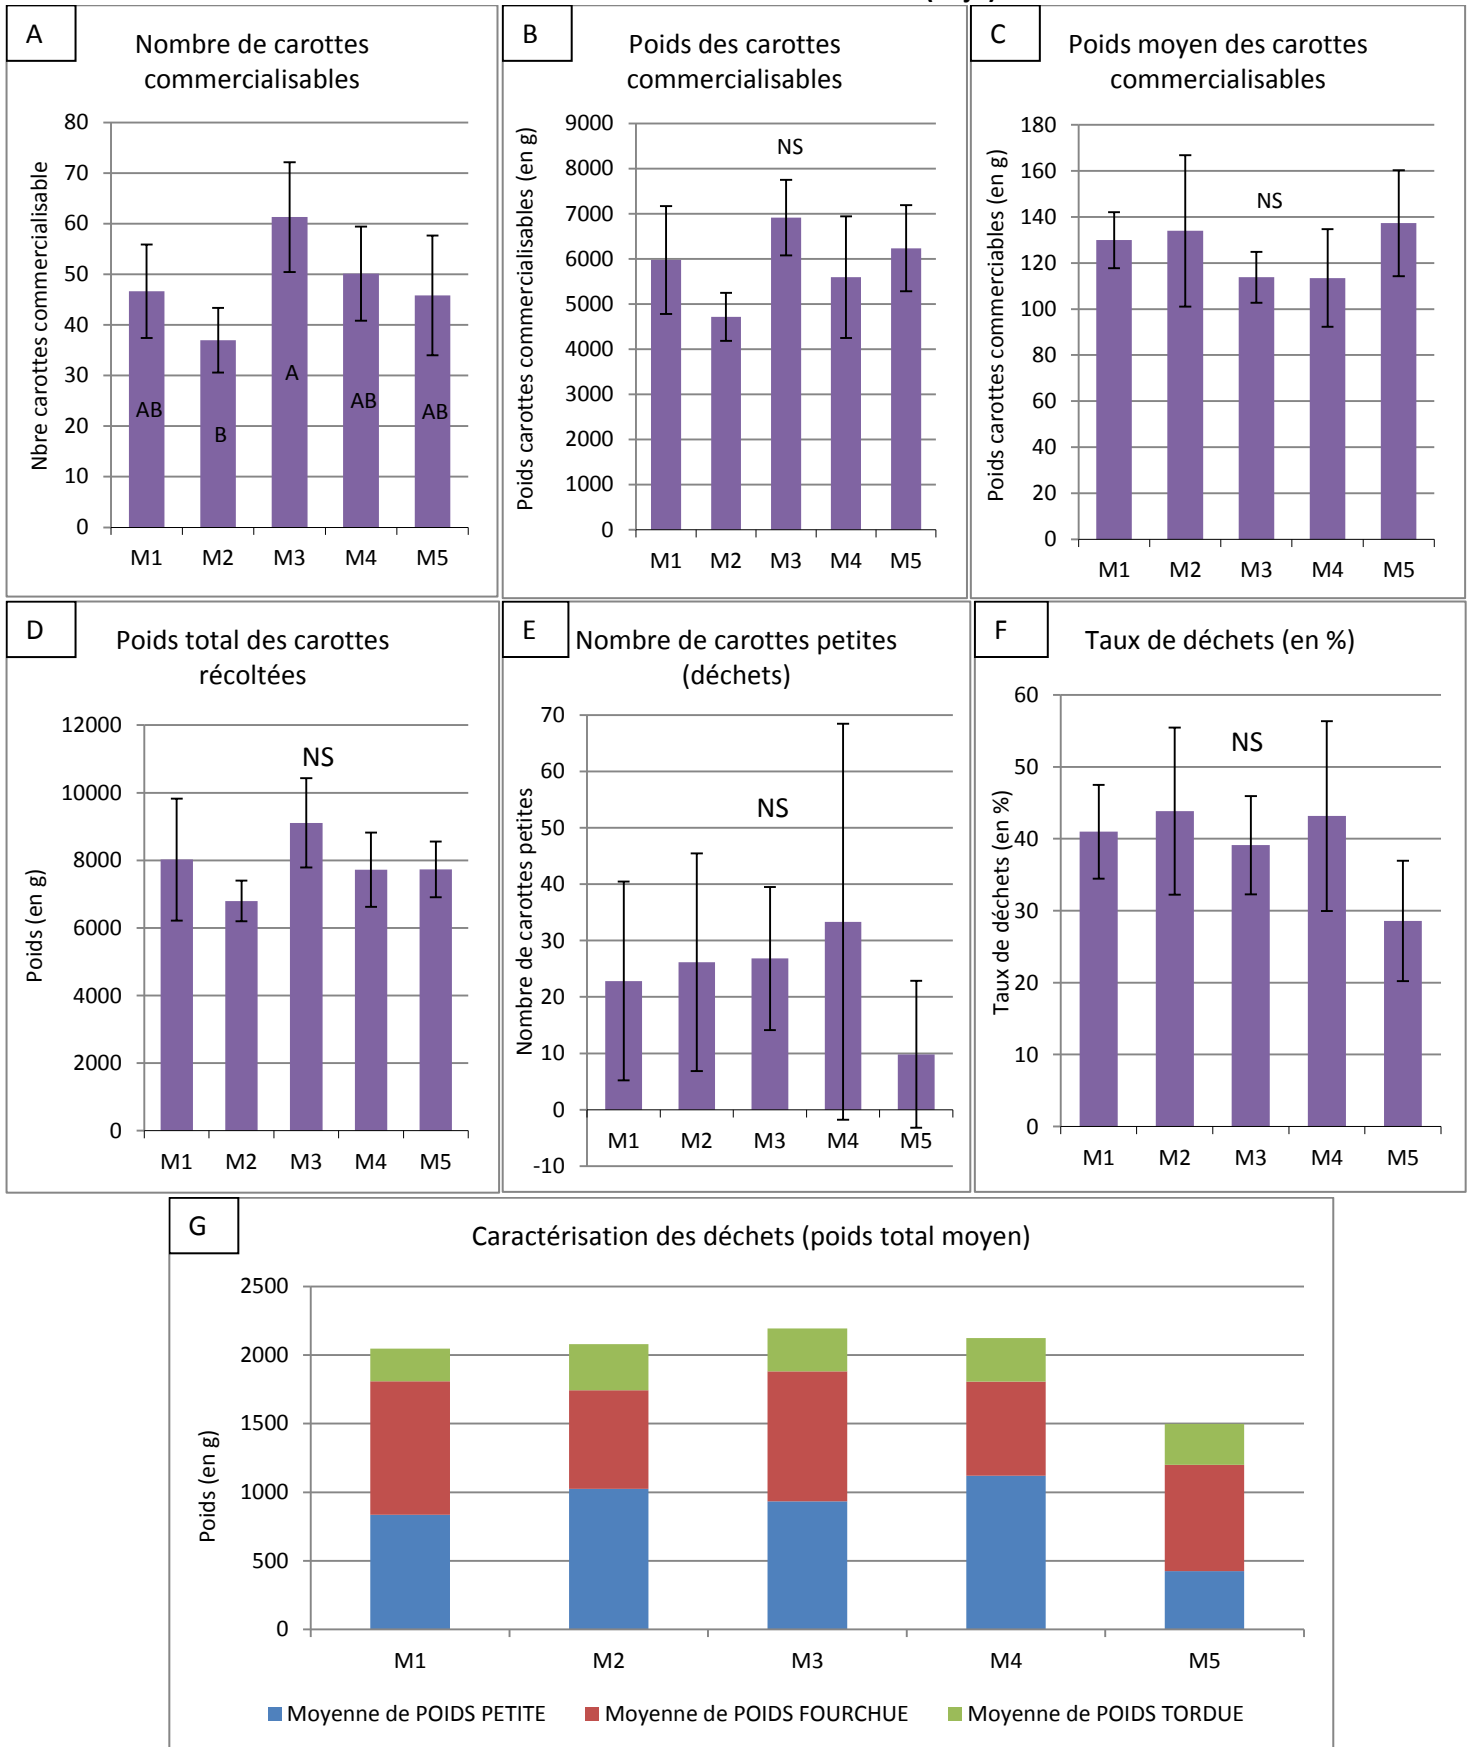 A
Nombre de carottes
commercialisables
Nbre carottes commercialisable
80
70
60
50
40
30
20
10
0
AB
B
A
AB
AB
M1 M2 M3 M4 M5
B
Poids des carottes
commercialisables
Poids carottes commercialisables (en g)
9000
8000
7000
6000
5000
4000
3000
2000
1000
0
NS
M1 M2 M3 M4 M5
C
Poids moyen des carottes
commercialisables
Poids carottes commerciables (en g)
180
160
140
120
100
80
60
40
20
0
NS
M1 M2 M3 M4 M5
D
Poids total des carottes
récoltées
Poids (en g)
12000
10000
8000
6000
4000
2000
0
NS
M1 M2 M3 M4 M5
E
Nombre de carottes petites
(déchets)
Nombre de carottes petites
70
60
50
40
30
20
10
0
-10
NS
M1 M2 M3 M4 M5
F
Taux de déchets (en %)
Taux de déchets (en %)
60
50
40
30
20
10
0
NS
M1 M2 M3 M4 M5
G
Caractérisation des déchets (poids total moyen)
Poids (en g)
2500
2000
1500
1000
500
0
M1 M2 M3 M4 M5
Moyenne de POIDS PETITE Moyenne de POIDS FOURCHUE Moyenne de POIDS TORDUE